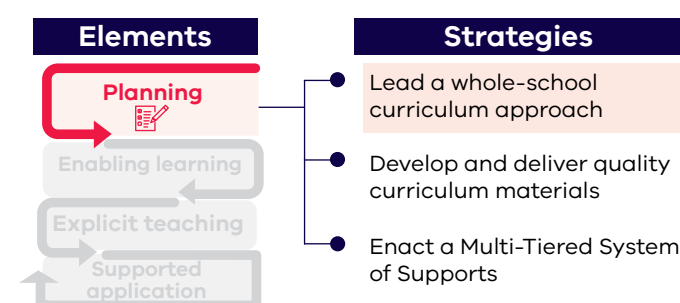 Elements
Planning
Enabling learning
Explicit teaching
Supported
application
Strategies
Lead a whole-school
curriculum approach
Develop and deliver quality
curriculum materials
Enact a Multi-Tiered System
of Supports